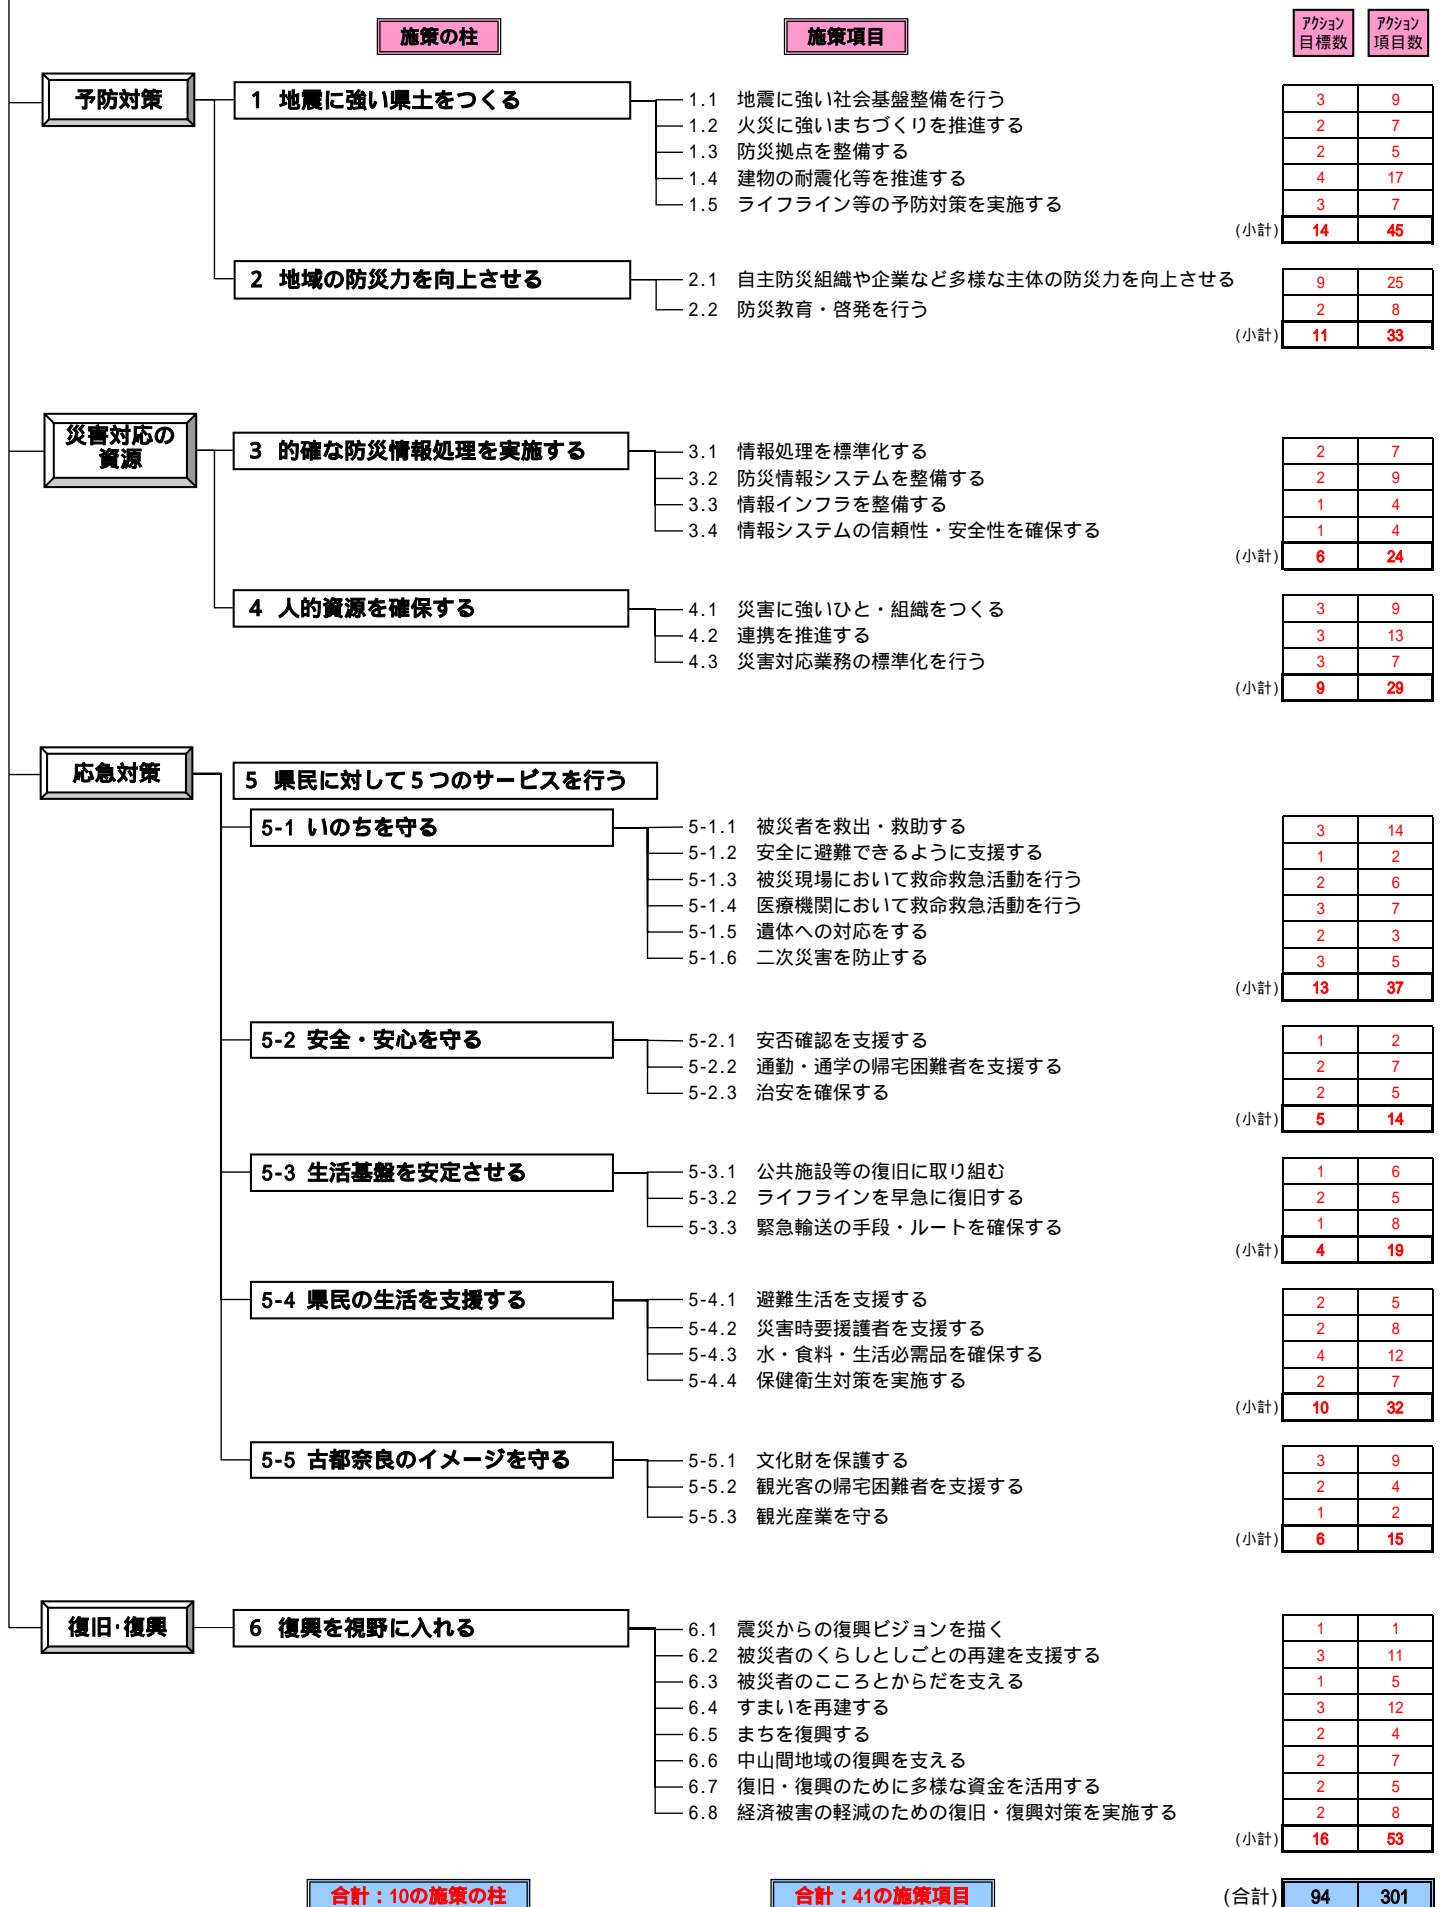 施策の柱 施策項目 ｱｸｼｮﾝ目標数 ｱｸｼｮﾝ項目数
予防対策
1 地震に強い県土をつくる
1.1 地震に強い社会基盤整備を行う 3 9
1.2 火災に強いまちづくりを推進する 2 7
1.3 防災拠点を整備する 2 5
1.4 建物の耐震化等を推進する 4 17
1.5 ライフライン等の予防対策を実施する 3 7
(小計) 14 45
2 地域の防災力を向上させる
2.1 自主防災組織や企業など多様な主体の防災力を向上させる 9 25
2.2 防災教育・啓発を行う 2 8
(小計) 11 33
災害対応の
資源
3 的確な防災情報処理を実施する
3.1 情報処理を標準化する 2 7
3.2 防災情報システムを整備する 2 9
3.3 情報インフラを整備する 1 4
3.4 情報システムの信頼性・安全性を確保する 1 4
(小計) 6 24
4 人的資源を確保する
4.1 災害に強いひと・組織をつくる 3 9
4.2 連携を推進する 3 13
4.3 災害対応業務の標準化を行う 3 7
(小計) 9 29
応急対策
5 県民に対して５つのサービスを行う
5-1 いのちを守る
5-1.1 被災者を救出・救助する 3 14
5-1.2 安全に避難できるように支援する 1 2
5-1.3 被災現場において救命救急活動を行う 2 6
5-1.4 医療機関において救命救急活動を行う 3 7
5-1.5 遺体への対応をする 2 3
5-1.6 二次災害を防止する 3 5
(小計) 13 37
5-2 安全・安心を守る
5-2.1 安否確認を支援する 1 2
5-2.2 通勤・通学の帰宅困難者を支援する 2 7
5-2.3 治安を確保する 2 5
(小計) 5 14
5-3 生活基盤を安定させる
5-3.1 公共施設等の復旧に取り組む 1 6
5-3.2 ライフラインを早急に復旧する 2 5
5-3.3 緊急輸送の手段・ルートを確保する 1 8
(小計) 4 19
5-4 県民の生活を支援する
5-4.1 避難生活を支援する 2 5
5-4.2 災害時要援護者を支援する 2 8
5-4.3 水・食料・生活必需品を確保する 4 12
5-4.4 保健衛生対策を実施する 2 7
(小計) 10 32
5-5 古都奈良のイメージを守る
5-5.1 文化財を保護する 3 9
5-5.2 観光客の帰宅困難者を支援する 2 4
5-5.3 観光産業を守る 1 2
(小計) 6 15
復旧・復興
6 復興を視野に入れる
6.1 震災からの復興ビジョンを描く 1 1
6.2 被災者のくらしとしごとの再建を支援する 3 11
6.3 被災者のこころとからだを支える 1 5
6.4 すまいを再建する 3 12
6.5 まちを復興する 2 4
6.6 中山間地域の復興を支える 2 7
6.7 復旧・復興のために多様な資金を活用する 2 5
6.8 経済被害の軽減のための復旧・復興対策を実施する 2 8
(小計) 16 53
合計：10の施策の柱 合計：41の施策項目 (合計) 94 301